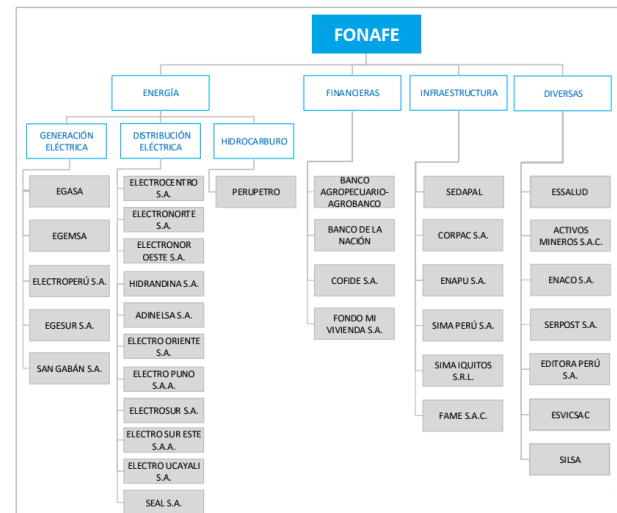 FONAFE
ENERGÍA
FINANCIERAS
INFRAESTRUCTURA
DIVERSAS
GENERACIÓN
ELÉCTRICA
DISTRIBUCIÓN
ELÉCTRICA
HIDROCARBURO
EGASA
EGEMSA
ELECTROPERÚ S.A.
EGESUR S.A.
SAN GABÁN S.A.
ELECTROCENTRO
S.A.
ELECTRONORTE
S.A.
ELECTRONOR
OESTE S.A.
HIDRANDINA S.A.
ADINELSA S.A.
ELECTRO ORIENTE
S.A.
ELECTRO PUNO
S.A.A.
ELECTROSUR S.A.
ELECTRO SUR ESTE
S.A.A.
ELECTRO UCAYALI
S.A.
SEAL S.A.
PERUPETRO
BANCO
AGROPECUARIO-
AGROBANCO
BANCO DE LA
NACIÓN
COFIDE S.A.
FONDO MI
VIVIENDA S.A.
SEDAPAL
CORPAC S.A.
ENAPU S.A.
SIMA PERÚ S.A.
SIMA IQUITOS
S.R.L.
FAME S.A.C.
ESSALUD
ACTIVOS
MINEROS S.A.C.
ENACO S.A.
SERPOST S.A.
EDITORA PERÚ
S.A.
ESVICSAC
SILSA